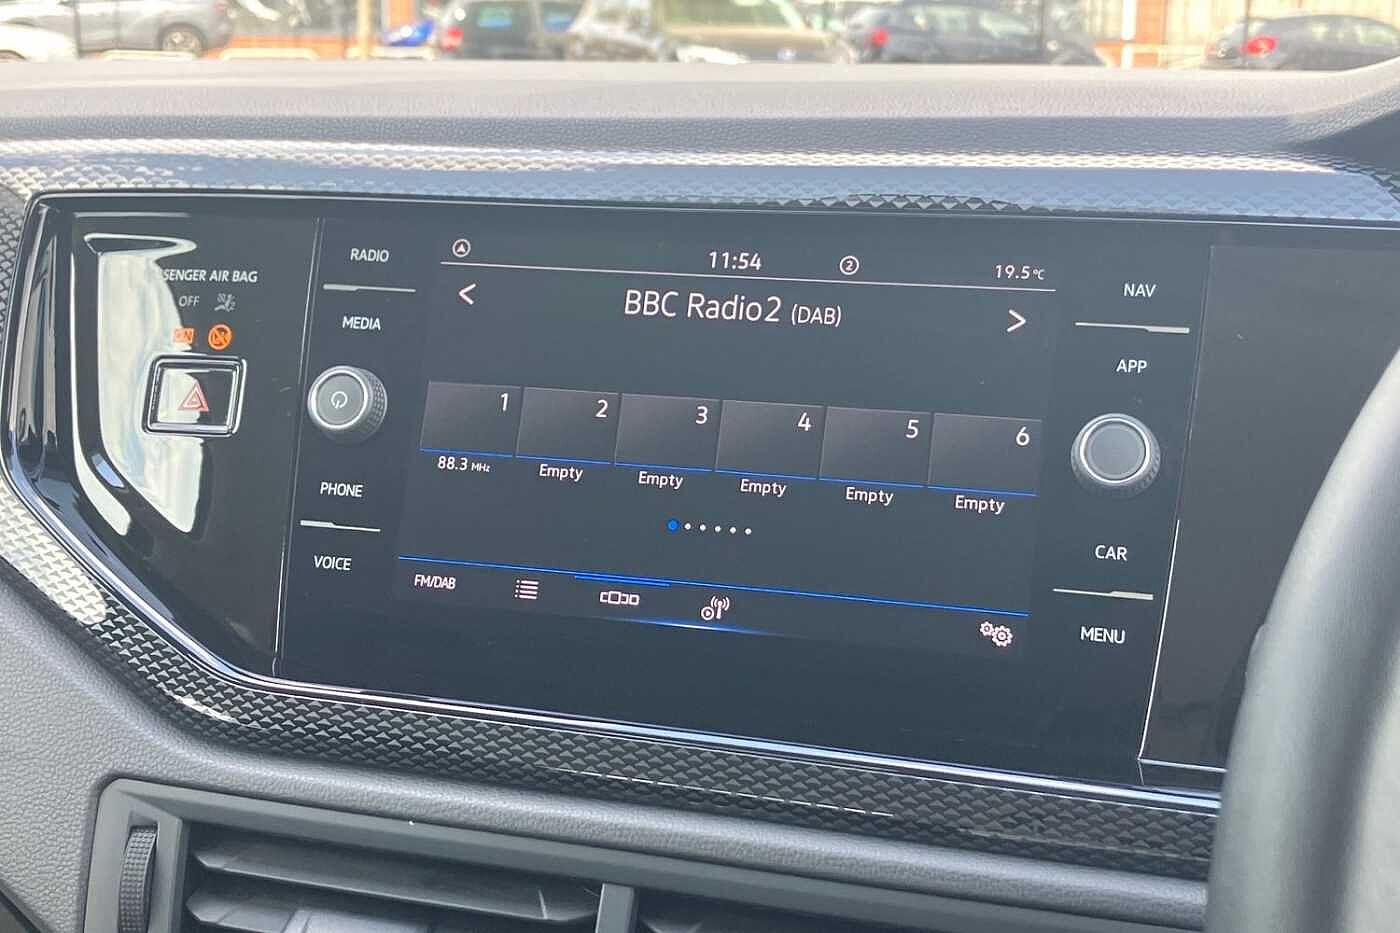 SENGER AIR BAG
OFF
ON
RADIO
MEDIA
PHONE
VOICE
11:54
2
19.5°C
< BBC Radio2 (DAB) >
1 2 3 4 5 6
88.3 MHz Empty Empty Empty Empty Empty
FM/DAB
NAV
APP
CAR
MENU